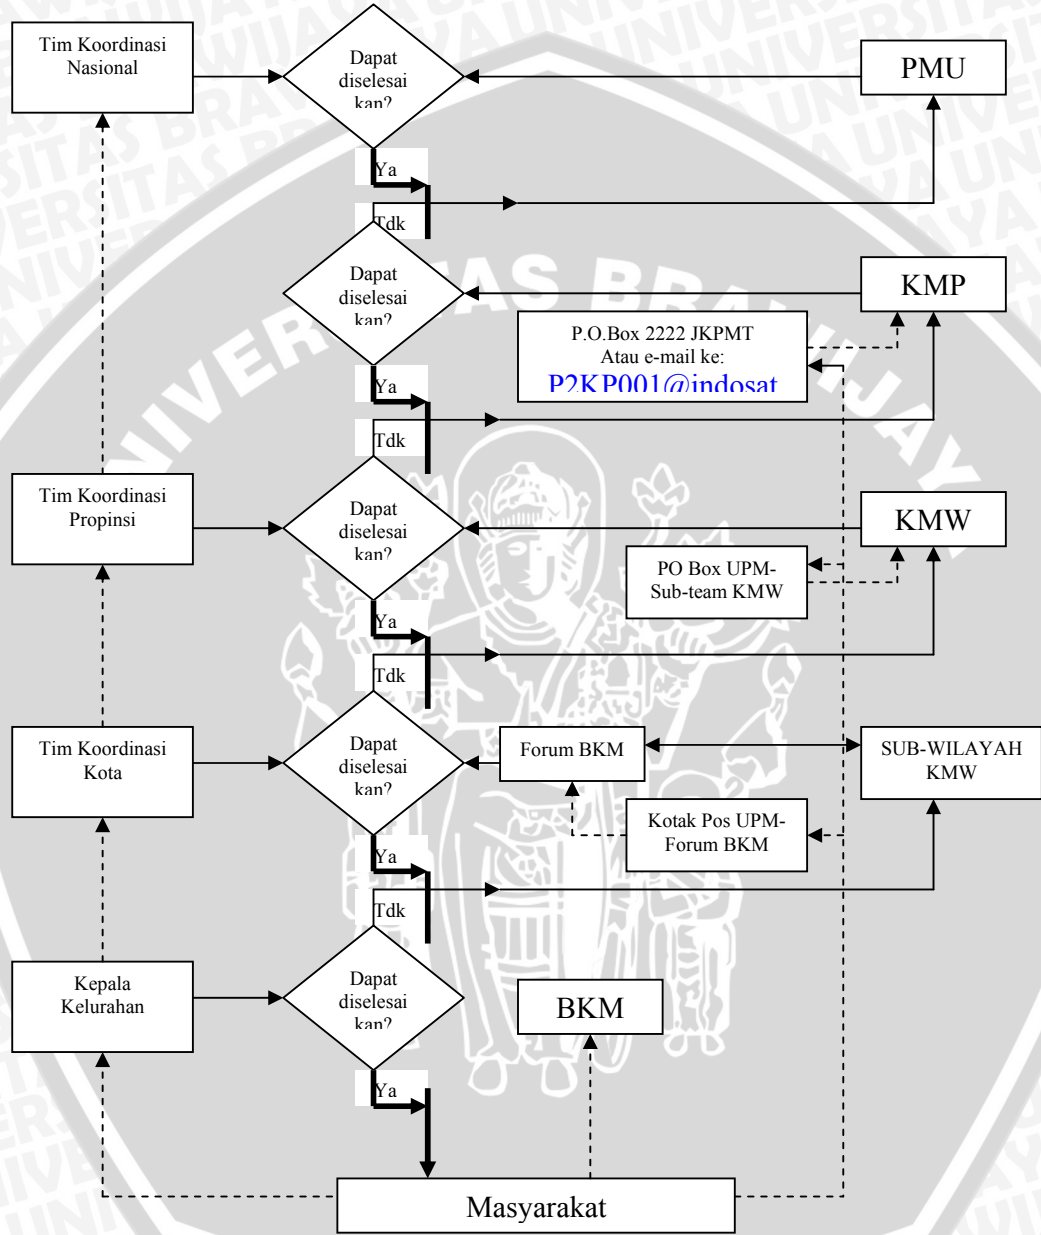 Tim Koordinasi
Nasional
Dapat
diselesai
kan?
PMU
Ya
Tdk
Dapat
diselesai
kan?
KMP
P.O.Box 2222 JKPMT
Atau e-mail ke:
P2KP001@indosat
Ya
Tdk
Tim Koordinasi
Propinsi
Dapat
diselesai
kan?
KMW
PO Box UPM-
Sub-team KMW
Ya
Tdk
Tim Koordinasi
Kota
Dapat
diselesai
kan?
Forum BKM
SUB-WILAYAH
KMW
Kotak Pos UPM-
Forum BKM
Ya
Tdk
Kepala
Kelurahan
Dapat
diselesai
kan?
BKM
Ya
Masyarakat
UNIVERSITAS BRAWIJAYA